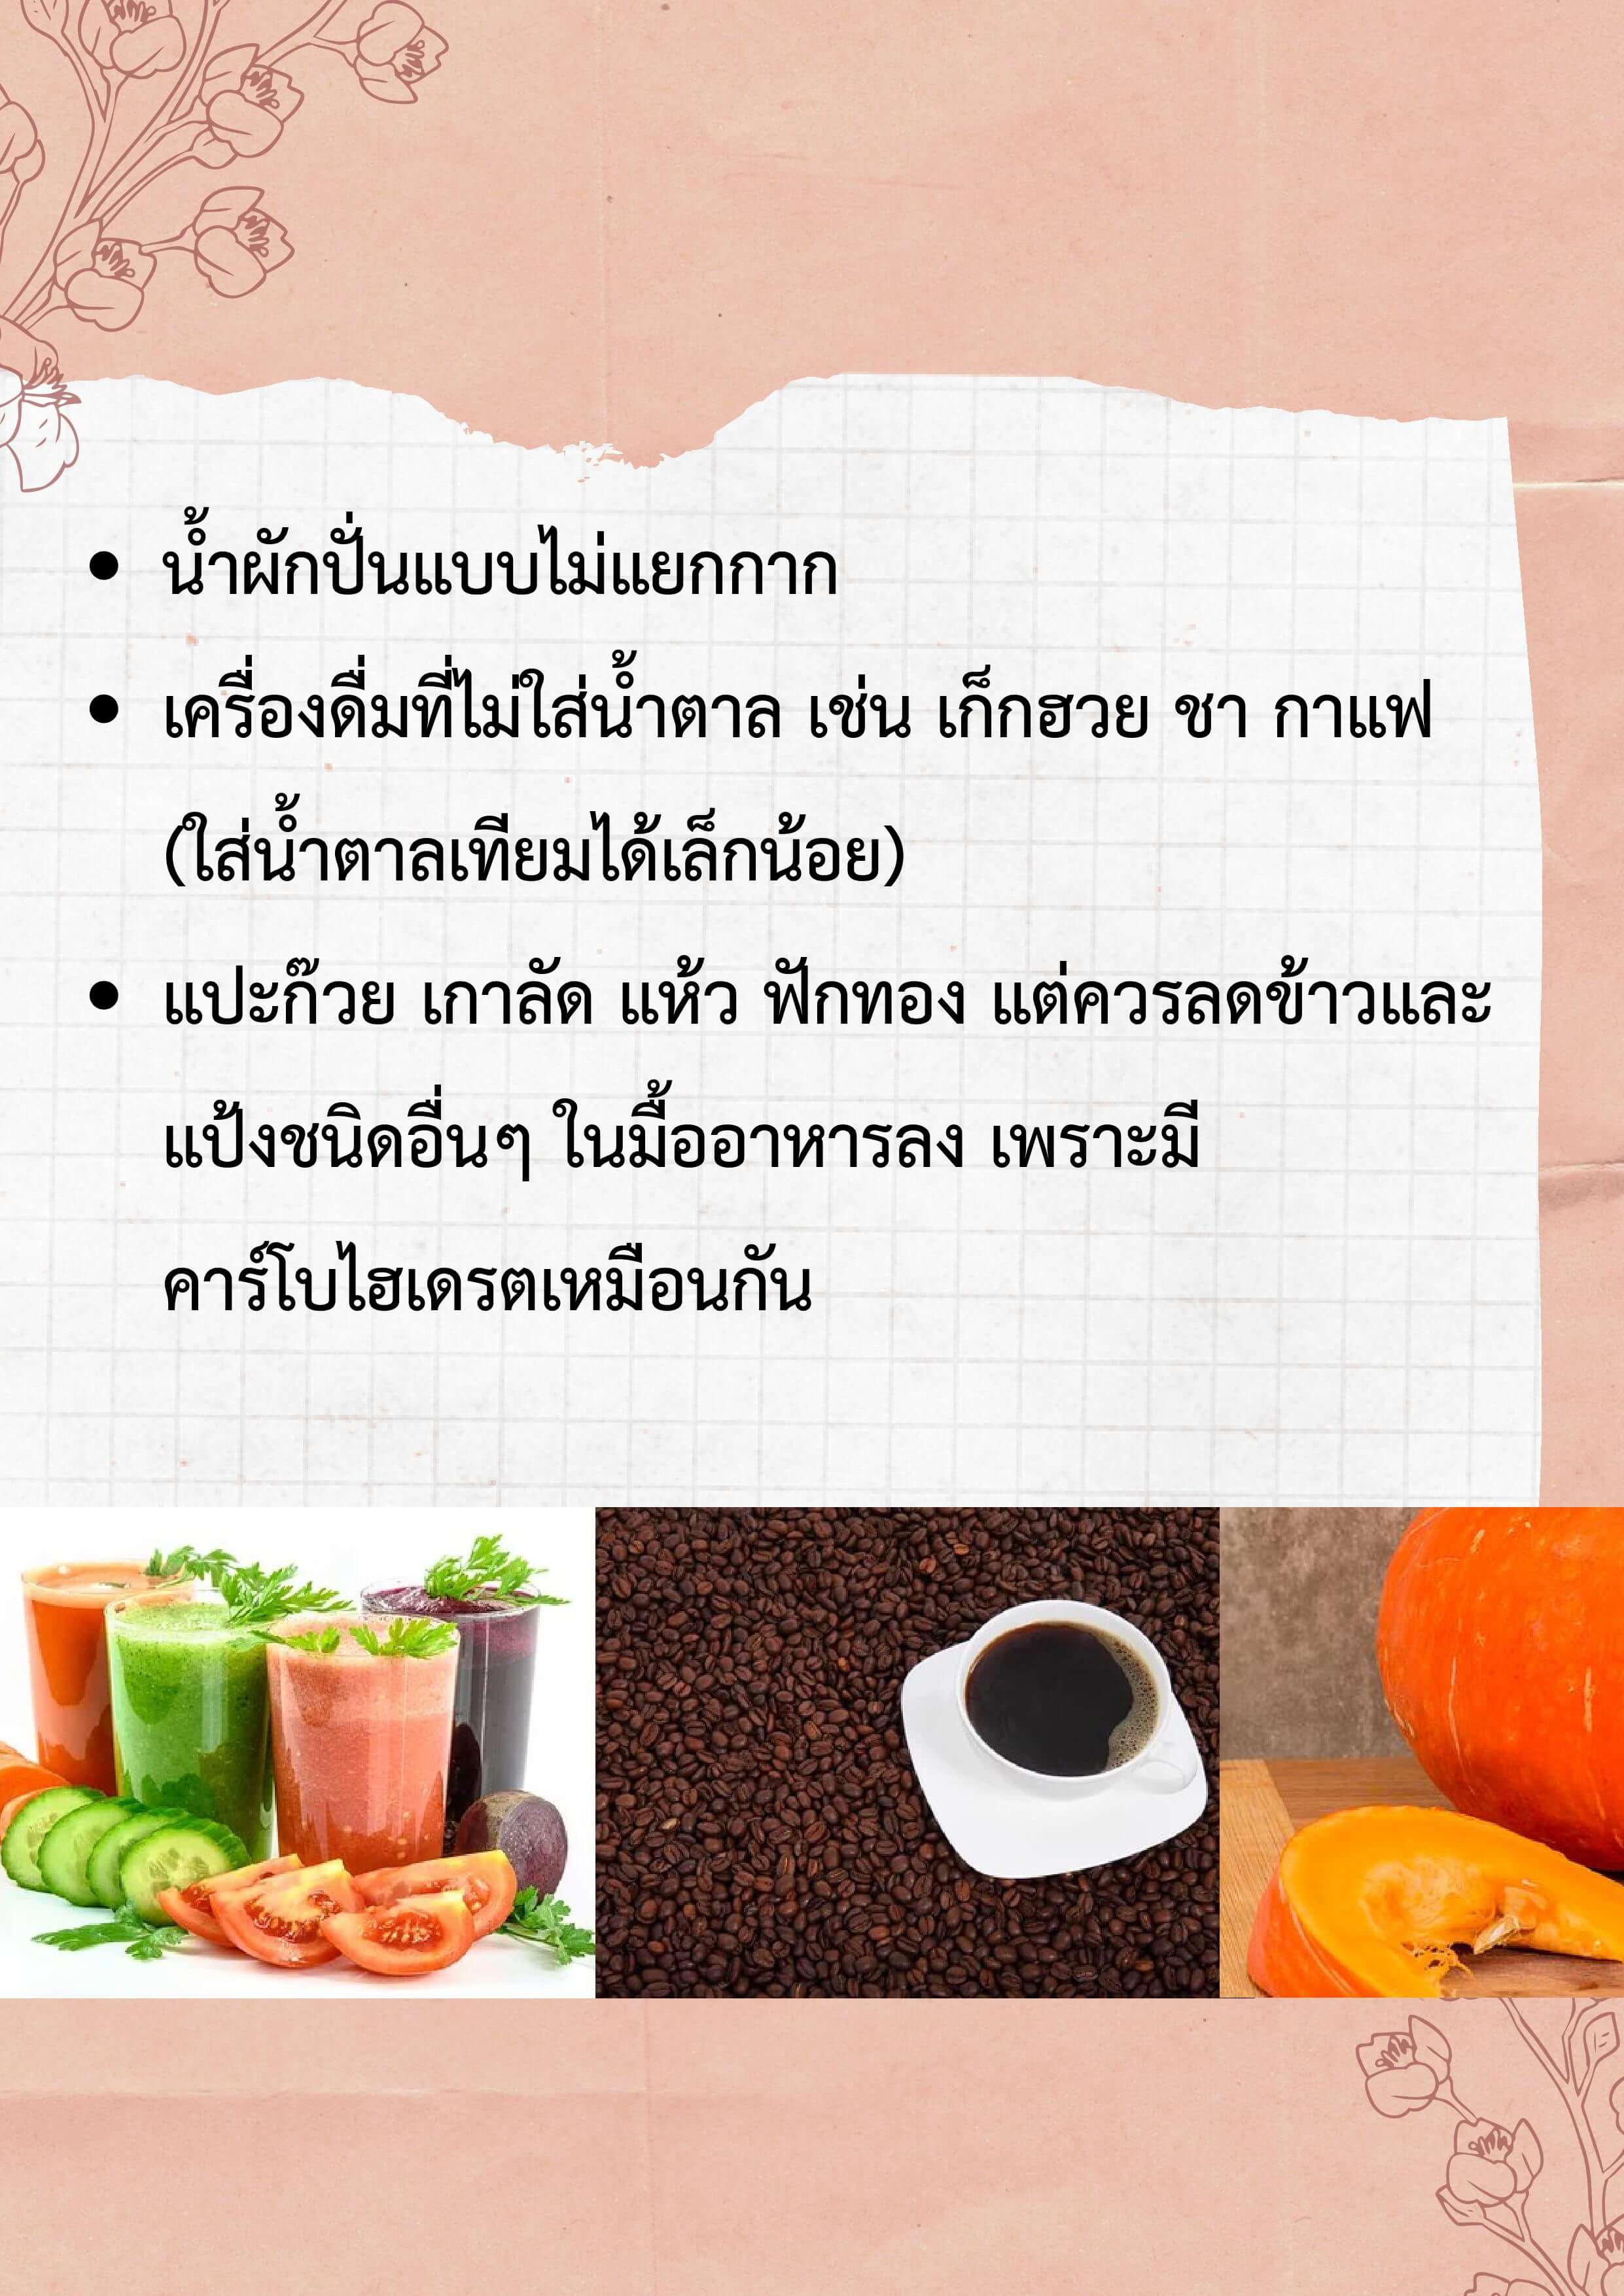 • น้ำผักปั่นแบบไม่แยกกาก
• เครื่องดื่มที่ไม่ใส่น้ำตาล เช่น เก็กฮวย ชา กาแฟ
(ใส่น้ำตาลเทียมได้เล็กน้อย)
• แปะก๊วย เกาลัด แห้ว ฟักทอง แต่ควรลดข้าวและ
แป้งชนิดอื่นๆ ในมื้ออาหารลง เพราะมี
คาร์โบไฮเดรตเหมือนกัน